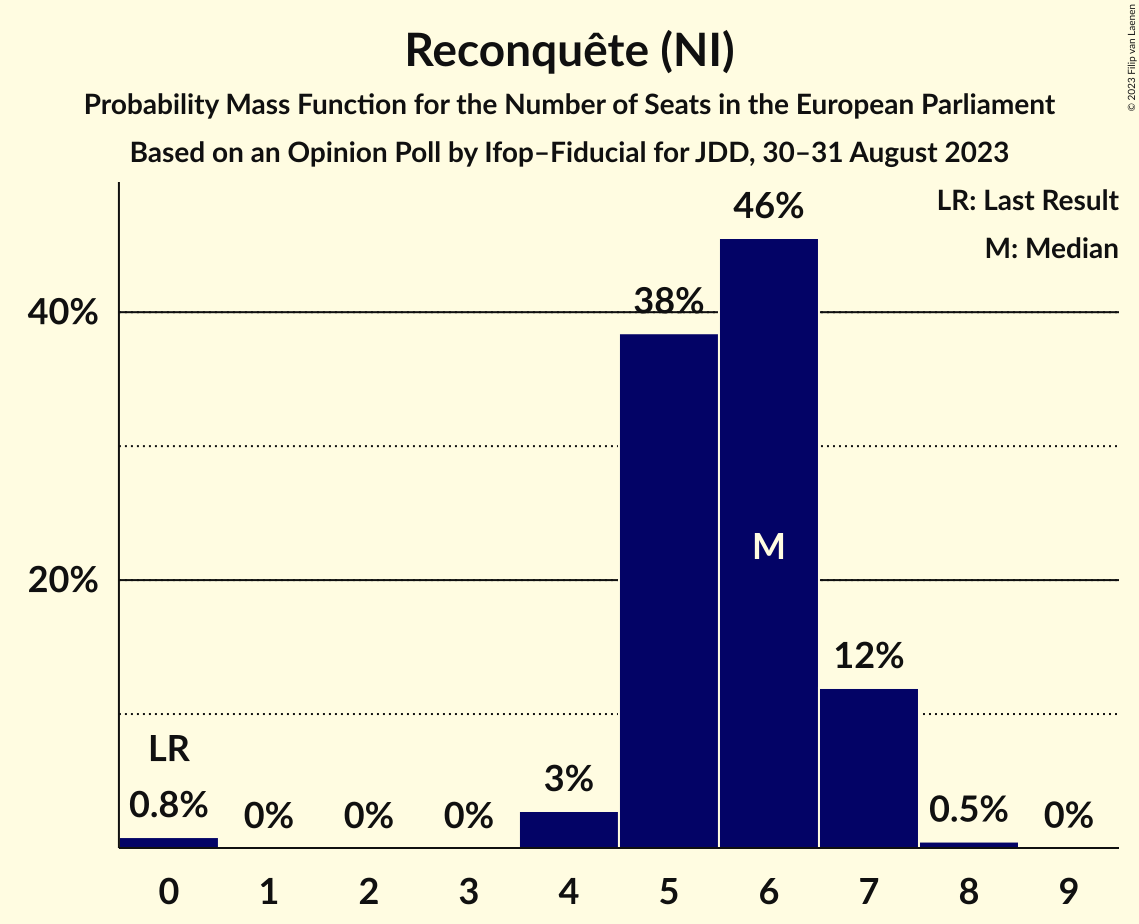 Reconquête (NI)
Probability Mass Function for the Number of Seats in the European Parliament
Based on an Opinion Poll by Ifop–Fiducial for JDD, 30–31 August 2023
© 2023 Filip van Laenen
LR: Last Result
M: Median
46%
38%
40%
M
20%
12%
LR
3%
0.8%
0%
0%
0%
0.5%
0%
0 1 2 3 4 5 6 7 8 9